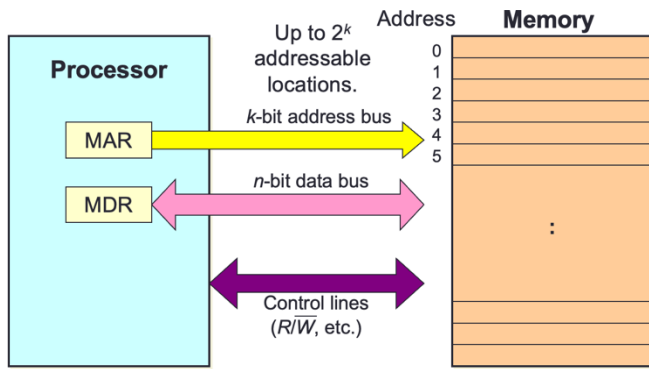 Processor
MAR
MDR
Up to 2ᵏ
addressable
locations.
k-bit address bus
n-bit data bus
Control lines
(R/W̅, etc.)
Address
0
1
2
3
4
5
Memory
: